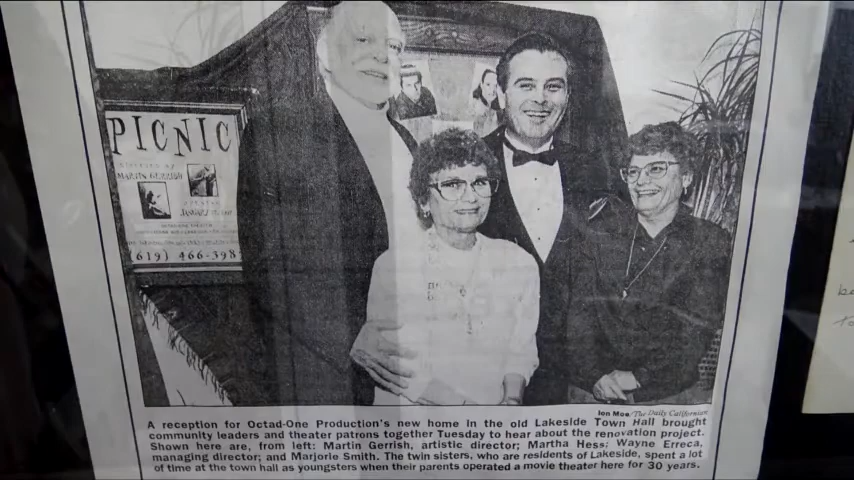 PICNIC
MARTIN GERRISH
(619) 466-398
Ion Moe/The Daily Californian
A reception for Octad-One Production's new home in the old Lakeside Town Hall brought
community leaders and theater patrons together Tuesday to hear about the renovation project.
Shown here are, from left: Martin Gerrish, artistic director; Martha Hess; Wayne Erreca,
managing director; and Marjorie Smith. The twin sisters, who are residents of Lakeside, spent a lot
of time at the town hall as youngsters when their parents operated a movie theater here for 30 years.